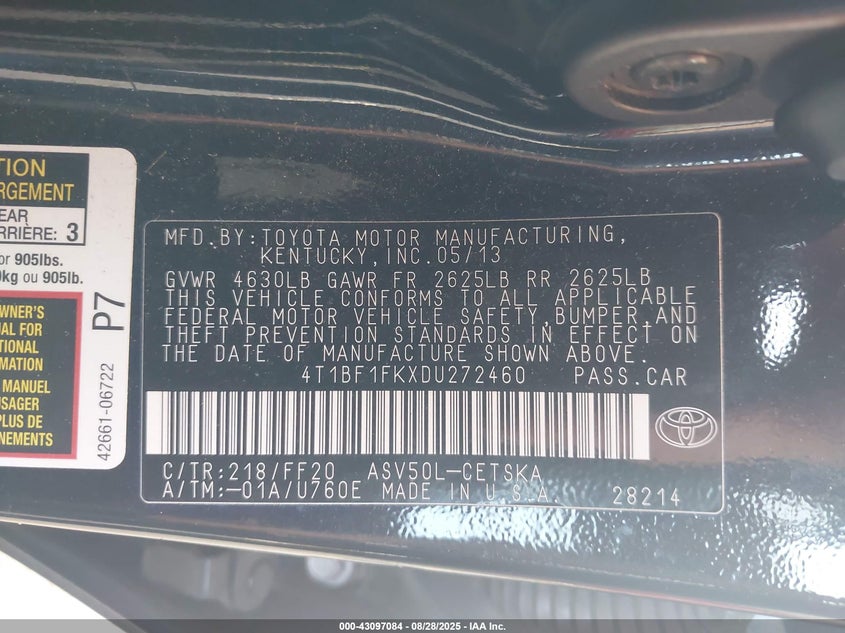 TION
RGEMENT
EAR
RRIÈRE: 3
or 905lbs.
0kg ou 905lb.
WNER'S
UAL FOR
TIONAL
RMATION
MANUEL
USAGER
PLUS DE
NEMENTS
P7
42661-06722
MFD.BY:TOYOTA MOTOR MANUFACTURING,
KENTUCKY,INC.05/13
GVWR 4630LB GAWR FR 2625LB RR 2625LB
THIS VEHICLE CONFORMS TO ALL APPLICABLE
FEDERAL MOTOR VEHICLE SAFETY,BUMPER,AND
THEFT PREVENTION STANDARDS IN EFFECT ON
THE DATE OF MANUFACTURE SHOWN ABOVE.
4T1BF1FKXDU272460 PASS.CAR
C/TR:218/FF20 ASV50L-CETSKA
A/TM:-01A/U760E MADE IN U.S.A. 28214
000-43097084 - 08/28/2025 - IAA Inc.